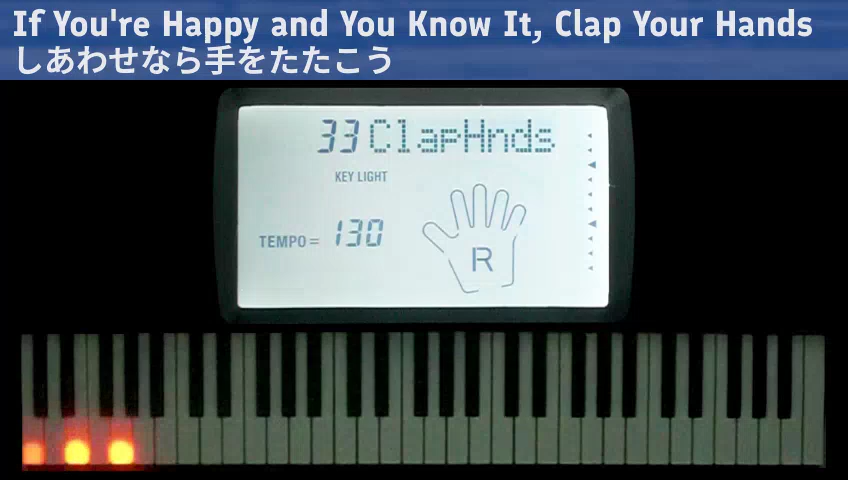 If You're Happy and You Know It, Clap Your Hands
しあわせなら手をたたこう
33 ClapHnds
KEY LIGHT
TEMPO = 130
R